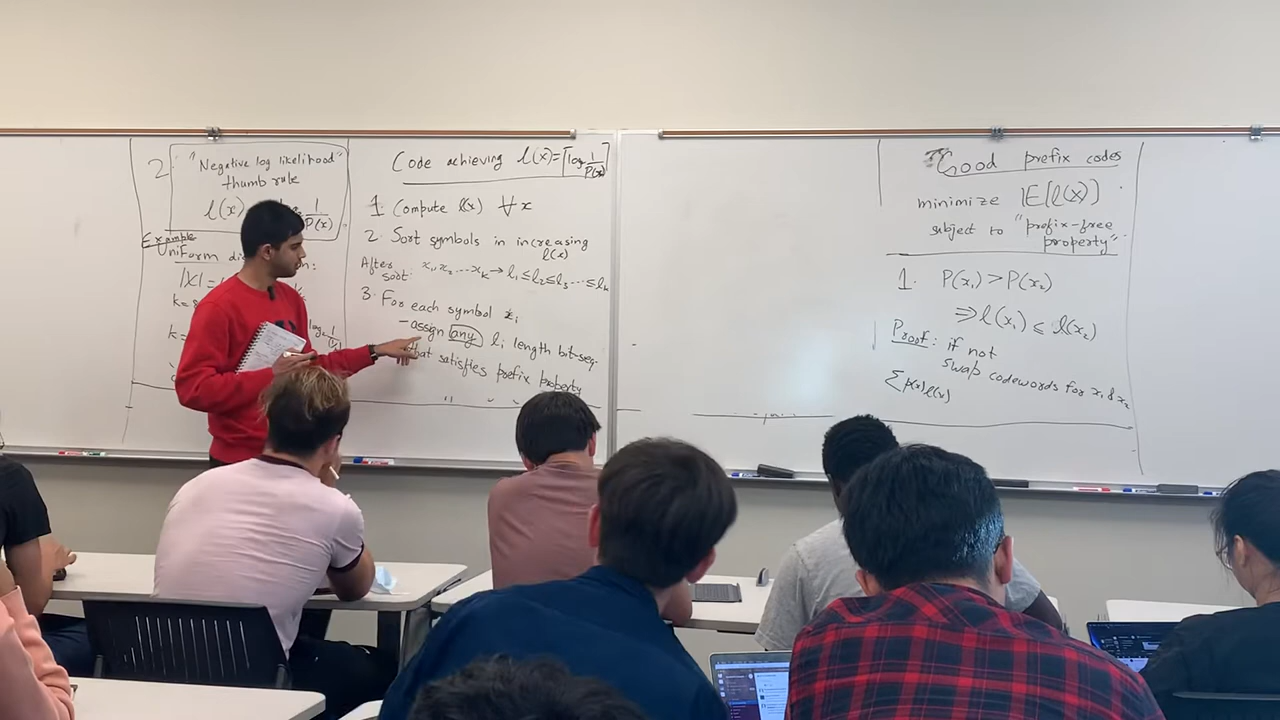 2.
"Negative log likelihood"
thumb rule
l(x)
1/P(x)
Example
Uniform
|X| =
k=
k=
Code achieving l(x)=⌈log₂ 1/P(x)⌉
1. Compute l(x) ∀ x
2. Sort symbols in increasing
l(x)
After sort: x₁, x₂ ... x_k → l₁ ≤ l₂ ≤ l₃ ... ≤ l_k
3. For each symbol x_i
- assign any l_i length bit-seq.
that satisfies prefix property
Good prefix codes
minimize E[l(x)]
subject to "prefix-free
property".
1. P(x₁) > P(x₂)
⇒ l(x₁) ≤ l(x₂)
Proof: if not
swap codewords for x₁ & x₂
Σ p(x) l(x)